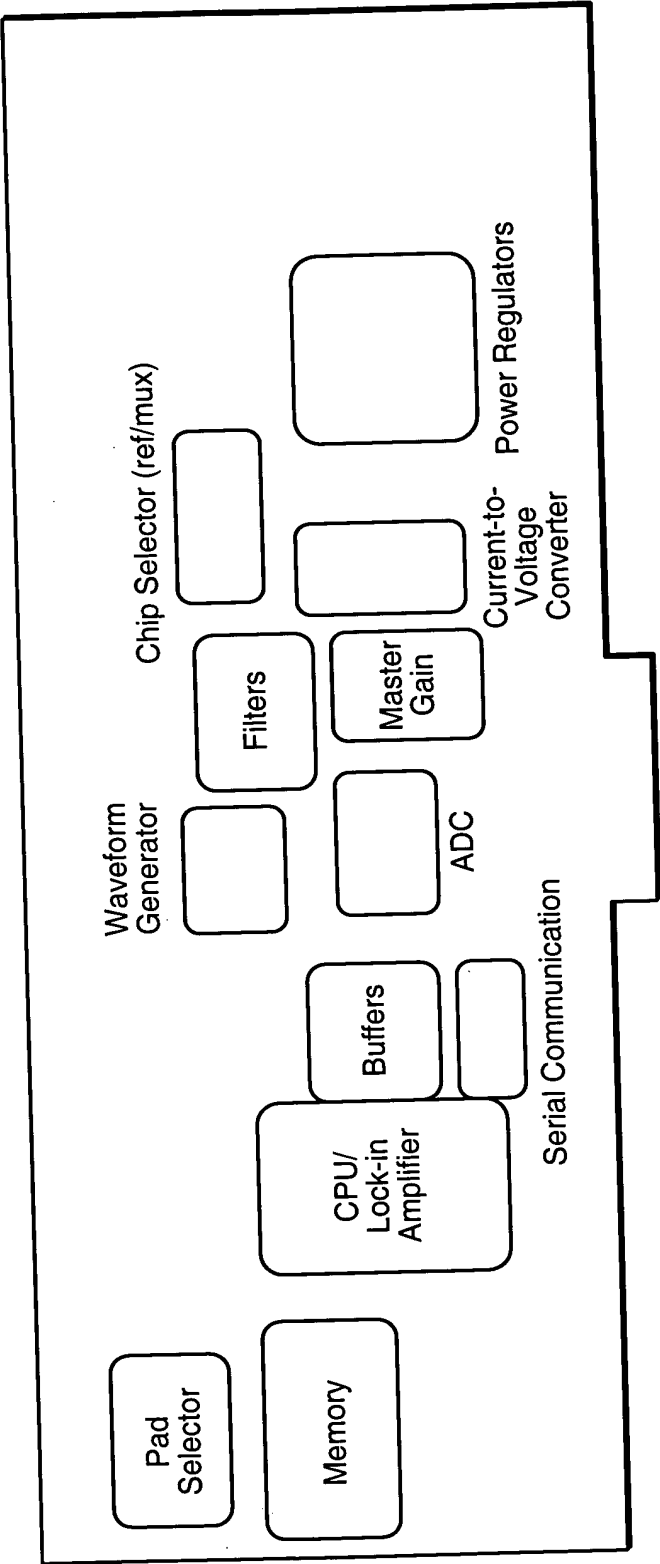 Chip Selector (ref/mux)
Waveform
Generator
Pad
Selector
Filters
Memory
CPU/
Lock-in
Amplifier
Buffers
ADC
Master
Gain
Current-to-
Voltage
Converter
Power Regulators
Serial Communication